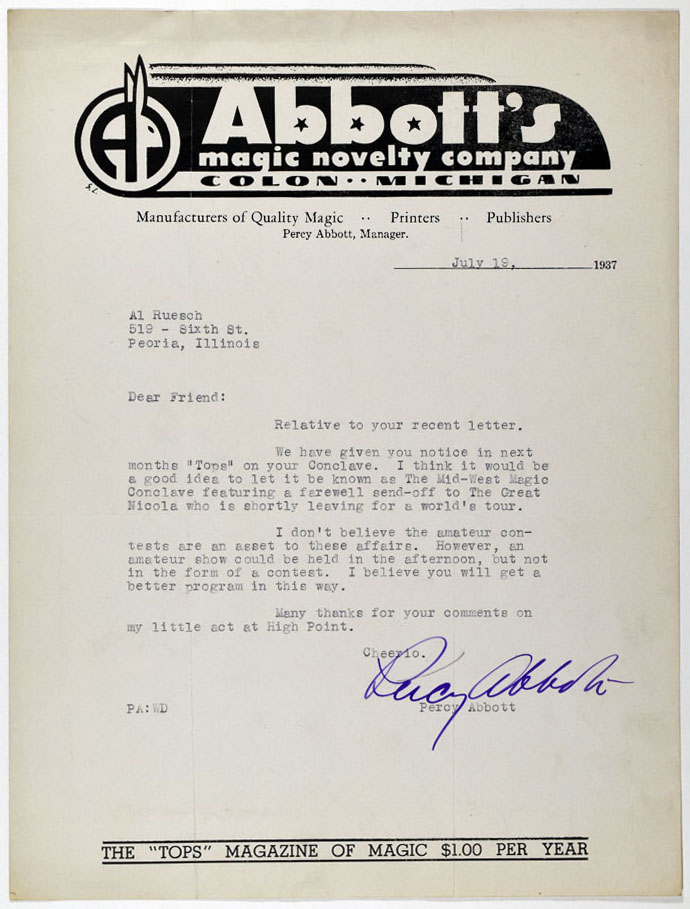 Abbott's
magic novelty company
COLON·· MICHIGAN
Manufacturers of Quality Magic ·· Printers ·· Publishers
Percy Abbott, Manager.
July 19, 1937
Al Ruesch
519 - Sixth St.
Peoria, Illinois
Dear Friend:
Relative to your recent letter.
We have given you notice in next
months "Tops" on your Conclave. I think it would be
a good idea to let it be known as The Mid-West Magic
Conclave featuring a farewell send-off to The Great
Nicola who is shortly leaving for a world's tour.
I don't believe the amateur con-
tests are an asset to these affairs. However, an
amateur show could be held in the afternoon, but not
in the form of a contest. I believe you will get a
better program in this way.
Many thanks for your comments on
my little act at High Point.
Cheerio.
Percy Abbott
PA:WD Percy Abbott
THE "TOPS" MAGAZINE OF MAGIC $1.00 PER YEAR